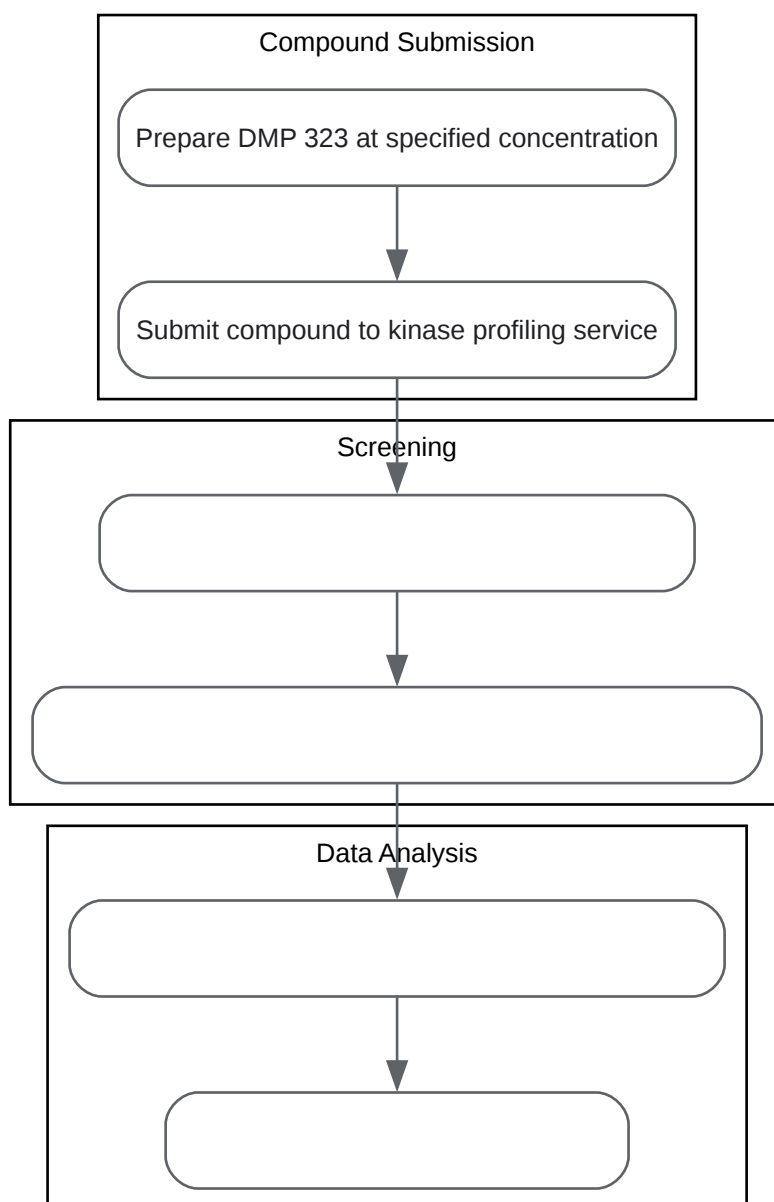 Compound Submission
Prepare DMP 323 at specified concentration
Submit compound to kinase profiling service
Screening
Data Analysis